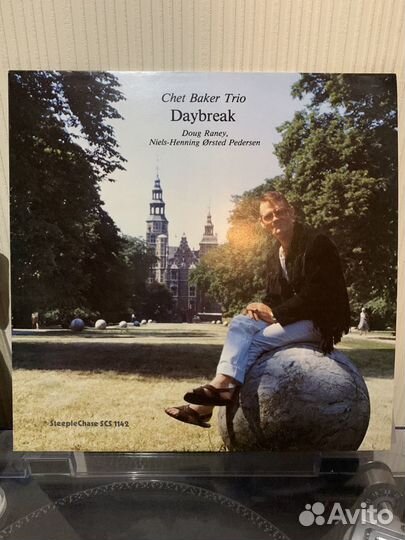 Chet Baker Trio
Daybreak
Doug Raney,
Niels-Henning Ørsted Pedersen
SteepleChase SCS 1142
Avito